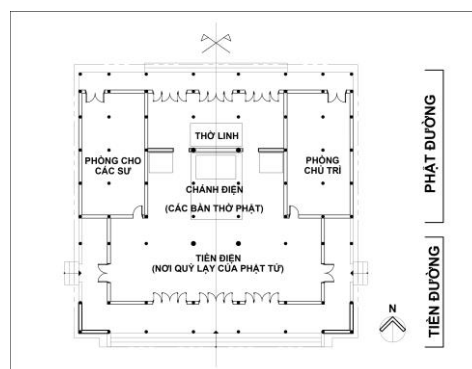 THỜ LINH
PHÒNG CHO
CÁC SƯ
PHÒNG
CHỦ TRÌ
CHÁNH ĐIỆN
(CÁC BÀN THỜ PHẬT)
TIỀN ĐIỆN
(NƠI QUỲ LẠY CỦA PHẬT TỬ)
PHẬT ĐƯỜNG
TIỀN ĐƯỜNG
N